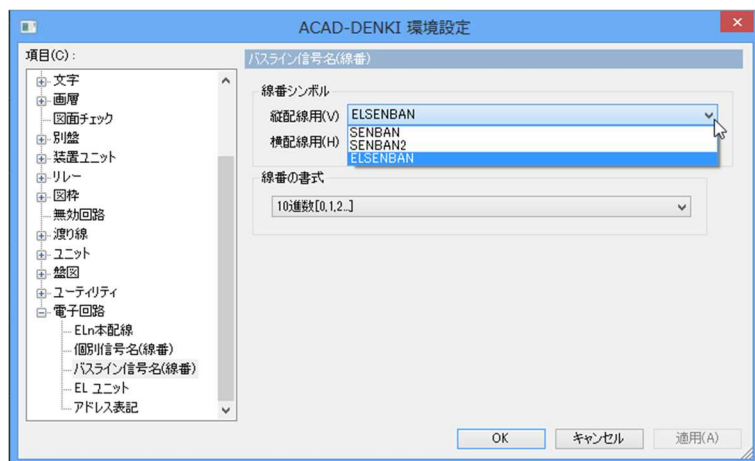 ACAD-DENKI 環境設定
項目(C):
文字
画層
図面チェック
別盤
装置ユニット
リレー
図枠
無効回路
渡り線
ユニット
盤図
ユーティリティ
電子回路
ELn本配線
個別信号名(線番)
バスライン信号名(線番)
EL ユニット
アドレス表記
バスライン信号名(線番)
線番シンボル
縦配線用(V) ELSENBAN
横配線用(H) SENBAN
SENBAN2
ELSENBAN
線番の書式
10進数[0,1,2...]
OK キャンセル 適用(A)